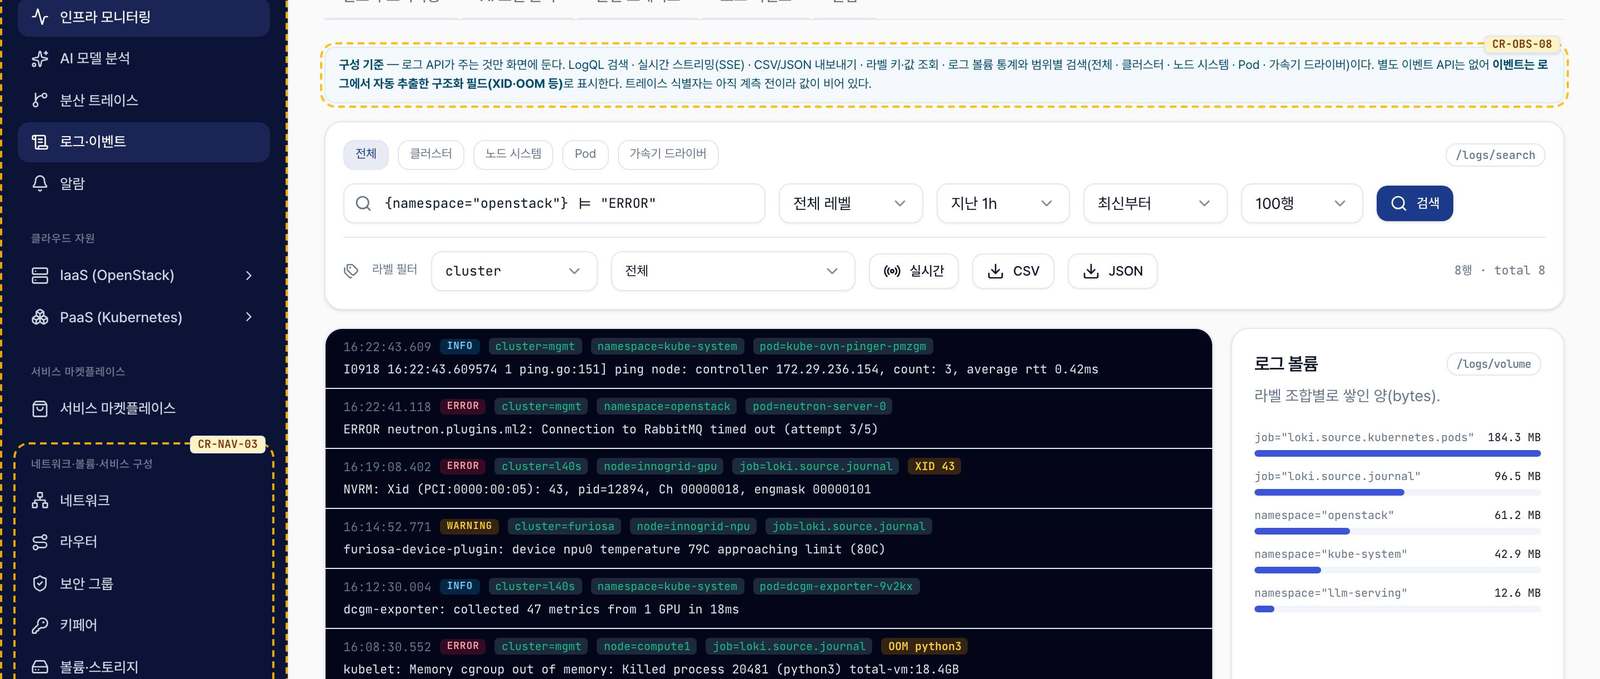 인프라 모니터링
AI 모델 분석
분산 트레이스
로그·이벤트
알람
클라우드 자원
IaaS (OpenStack)
PaaS (Kubernetes)
서비스 마켓플레이스
서비스 마켓플레이스
CR-NAV-03
네트워크·볼륨·서비스 구성
네트워크
라우터
보안 그룹
키페어
볼륨·스토리지
CR-OBS-08
구성 기준 — 로그 API가 주는 것만 화면에 둔다. LogQL 검색 · 실시간 스트리밍(SSE) · CSV/JSON 내보내기 · 라벨 키·값 조회 · 로그 볼륨 통계와 범위별 검색(전체 · 클러스터 · 노드 시스템 · Pod · 가속기 드라이버)이다. 별도 이벤트 API는 없어 이벤트는 로
그에서 자동 추출한 구조화 필드(XID·OOM 등)로 표시한다. 트레이스 식별자는 아직 계측 전이라 값이 비어 있다.
전체 클러스터 노드 시스템 Pod 가속기 드라이버 /logs/search
{namespace="openstack"} |= "ERROR" 전체 레벨 지난 1h 최신부터 100행 검색
라벨 필터 cluster 전체 실시간 CSV JSON 8행 · total 8
16:22:43.609 INFO cluster=mgmt namespace=kube-system pod=kube-ovn-pinger-pmzgm
I0918 16:22:43.609574 1 ping.go:151] ping node: controller 172.29.236.154, count: 3, average rtt 0.42ms
16:22:41.118 ERROR cluster=mgmt namespace=openstack pod=neutron-server-0
ERROR neutron.plugins.ml2: Connection to RabbitMQ timed out (attempt 3/5)
16:19:08.402 ERROR cluster=l40s node=innogrid-gpu job=loki.source.journal XID 43
NVRM: Xid (PCI:0000:00:05): 43, pid=12894, Ch 00000018, engmask 00000101
16:14:52.771 WARNING cluster=furiosa node=innogrid-npu job=loki.source.journal
furiosa-device-plugin: device npu0 temperature 79C approaching limit (80C)
16:12:30.004 INFO cluster=l40s namespace=kube-system pod=dcgm-exporter-9v2kx
dcgm-exporter: collected 47 metrics from 1 GPU in 18ms
16:08:30.552 ERROR cluster=mgmt node=compute1 job=loki.source.journal OOM python3
kubelet: Memory cgroup out of memory: Killed process 20481 (python3) total-vm:18.4GB
로그 볼륨 /logs/volume
라벨 조합별로 쌓인 양(bytes).
job="loki.source.kubernetes.pods" 184.3 MB
job="loki.source.journal" 96.5 MB
namespace="openstack" 61.2 MB
namespace="kube-system" 42.9 MB
namespace="llm-serving" 12.6 MB